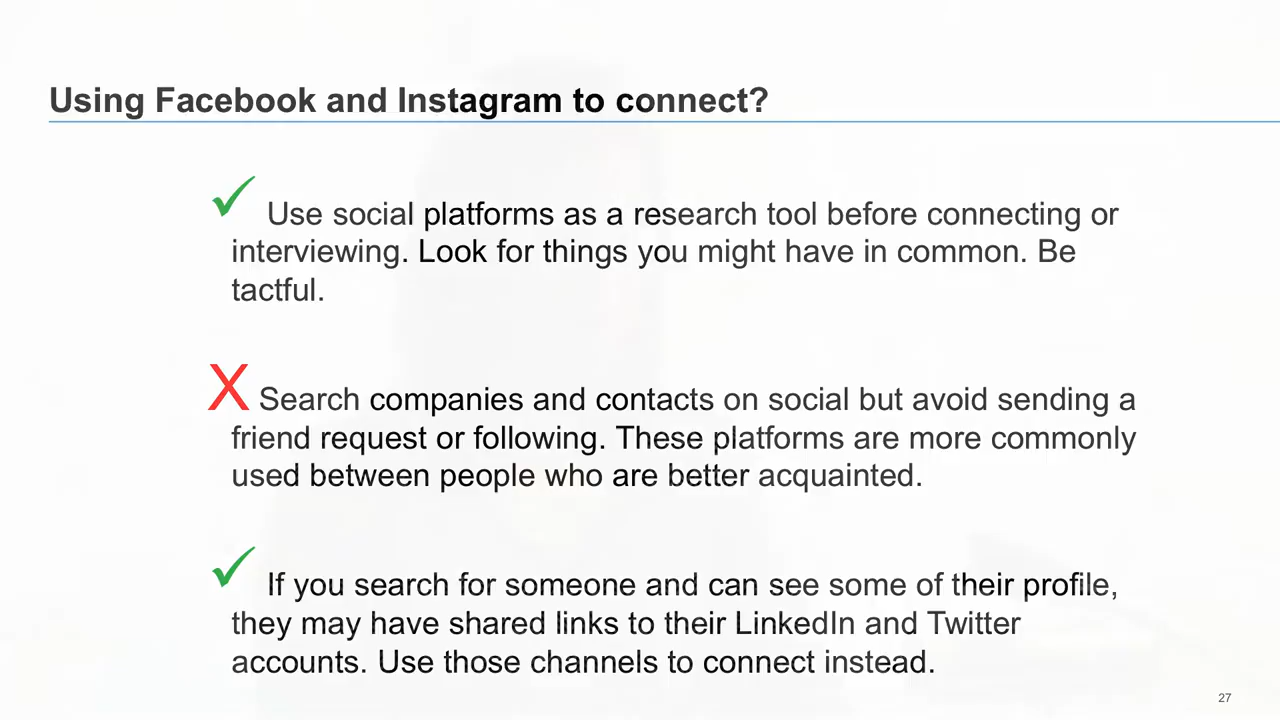 Using Facebook and Instagram to connect?
✓ Use social platforms as a research tool before connecting or
interviewing. Look for things you might have in common. Be
tactful.
X Search companies and contacts on social but avoid sending a
friend request or following. These platforms are more commonly
used between people who are better acquainted.
✓ If you search for someone and can see some of their profile,
they may have shared links to their LinkedIn and Twitter
accounts. Use those channels to connect instead.
27